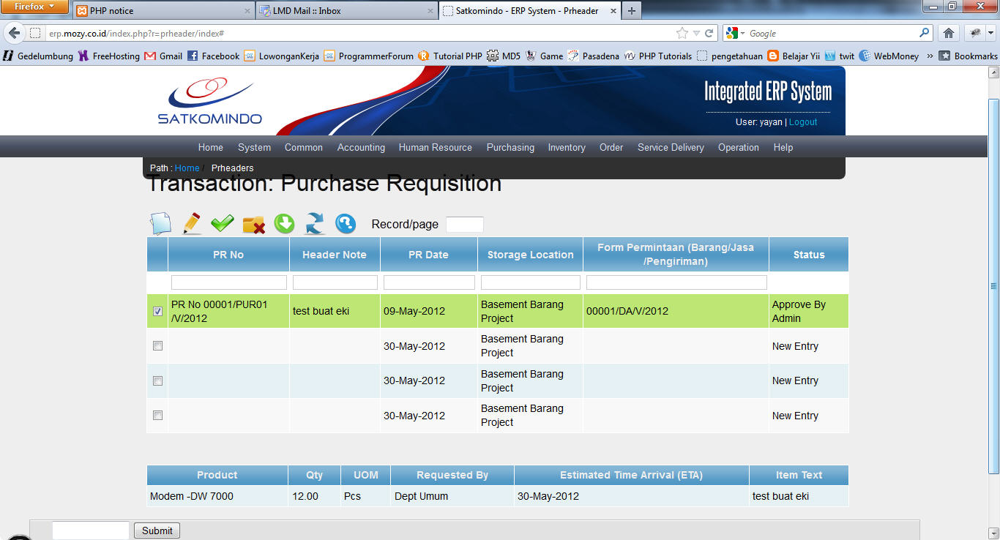 Firefox
PHP notice
LMD Mail :: Inbox
Satkomindo - ERP System - Prheader
erp.mozy.co.id/index.php?r=prheader/index#
Google
Gedelumbung FreeHosting Gmail Facebook LowonganKerja ProgrammerForum Tutorial PHP MD5 Game Pasadena PHP Tutorials pengetahuan Belajar Yii twit WebMoney » Bookmarks
SATKOMINDO
Integrated ERP System
User: yayan | Logout
Home System Common Accounting Human Resource Purchasing Inventory Order Service Delivery Operation Help
Path : Home / Prheaders
Transaction: Purchase Requisition
Record/page
PR No Header Note PR Date Storage Location Form Permintaan (Barang/Jasa
/Pengiriman) Status
PR No 00001/PUR01
/V/2012 test buat eki 09-May-2012 Basement Barang
Project 00001/DA/V/2012 Approve By
Admin
30-May-2012 Basement Barang
Project New Entry
30-May-2012 Basement Barang
Project New Entry
30-May-2012 Basement Barang
Project New Entry
Product Qty UOM Requested By Estimated Time Arrival (ETA) Item Text
Modem -DW 7000 12.00 Pcs Dept Umum 30-May-2012 test buat eki
Submit